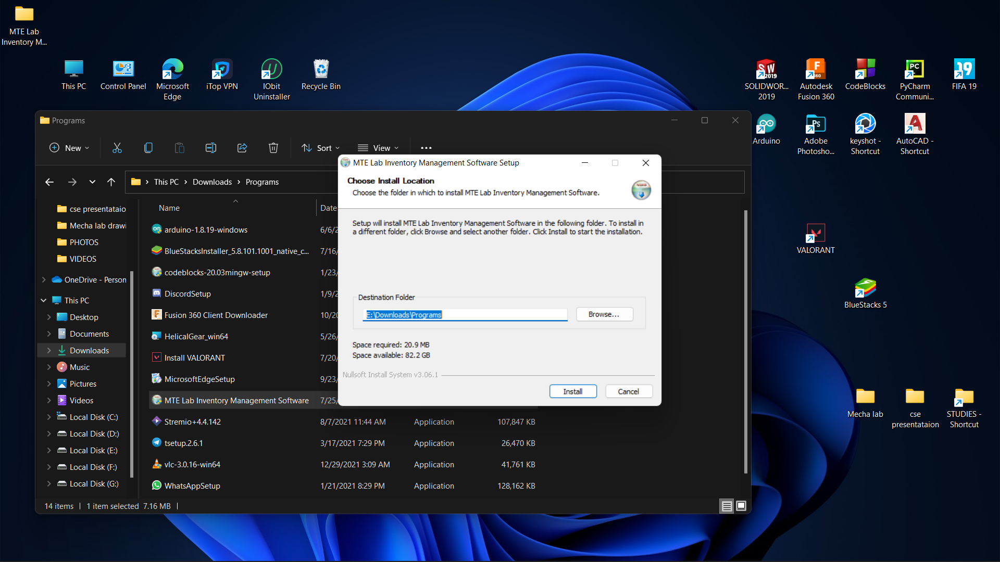 MTE Lab
Inventory M...
This PC
Control Panel
Microsoft
Edge
iTop VPN
IObit
Uninstaller
Recycle Bin
SOLIDWOR...
2019
Autodesk
Fusion 360
CodeBlocks
PyCharm
Communi...
FIFA 19
Arduino
Adobe
Photosho...
keyshot -
Shortcut
AutoCAD -
Shortcut
VALORANT
BlueStacks 5
Mecha lab
cse
presentataion
STUDIES -
Shortcut
Programs
New
Sort
View
This PC > Downloads > Programs
cse presentataio
Mecha lab drawi
PHOTOS
VIDEOS
OneDrive - Person
This PC
Desktop
Documents
Downloads
Music
Pictures
Videos
Local Disk (C:)
Local Disk (D:)
Local Disk (E:)
Local Disk (F:)
Local Disk (G:)
Name Date
arduino-1.8.19-windows 6/6/2
BlueStacksInstaller_5.8.101.1001_native_c... 7/16/
codeblocks-20.03mingw-setup 1/23/
DiscordSetup 1/9/2
Fusion 360 Client Downloader 10/20
HelicalGear_win64 5/26/
Install VALORANT 7/20/
MicrosoftEdgeSetup 9/23/
MTE Lab Inventory Management Software 7/25/
Stremio+4.4.142 8/7/2021 11:44 AM Application 107,847 KB
tsetup.2.6.1 3/17/2021 7:29 PM Application 26,470 KB
vlc-3.0.16-win64 12/29/2021 3:09 AM Application 41,761 KB
WhatsAppSetup 1/21/2021 8:29 PM Application 128,162 KB
14 items | 1 item selected 7.16 MB |
MTE Lab Inventory Management Software Setup
Choose Install Location
Choose the folder in which to install MTE Lab Inventory Management Software.
Setup will install MTE Lab Inventory Management Software in the following folder. To install in
a different folder, click Browse and select another folder. Click Install to start the installation.
Destination Folder
E:\Downloads\Programs
Browse...
Space required: 20.9 MB
Space available: 82.2 GB
Nullsoft Install System v3.06.1
Install
Cancel